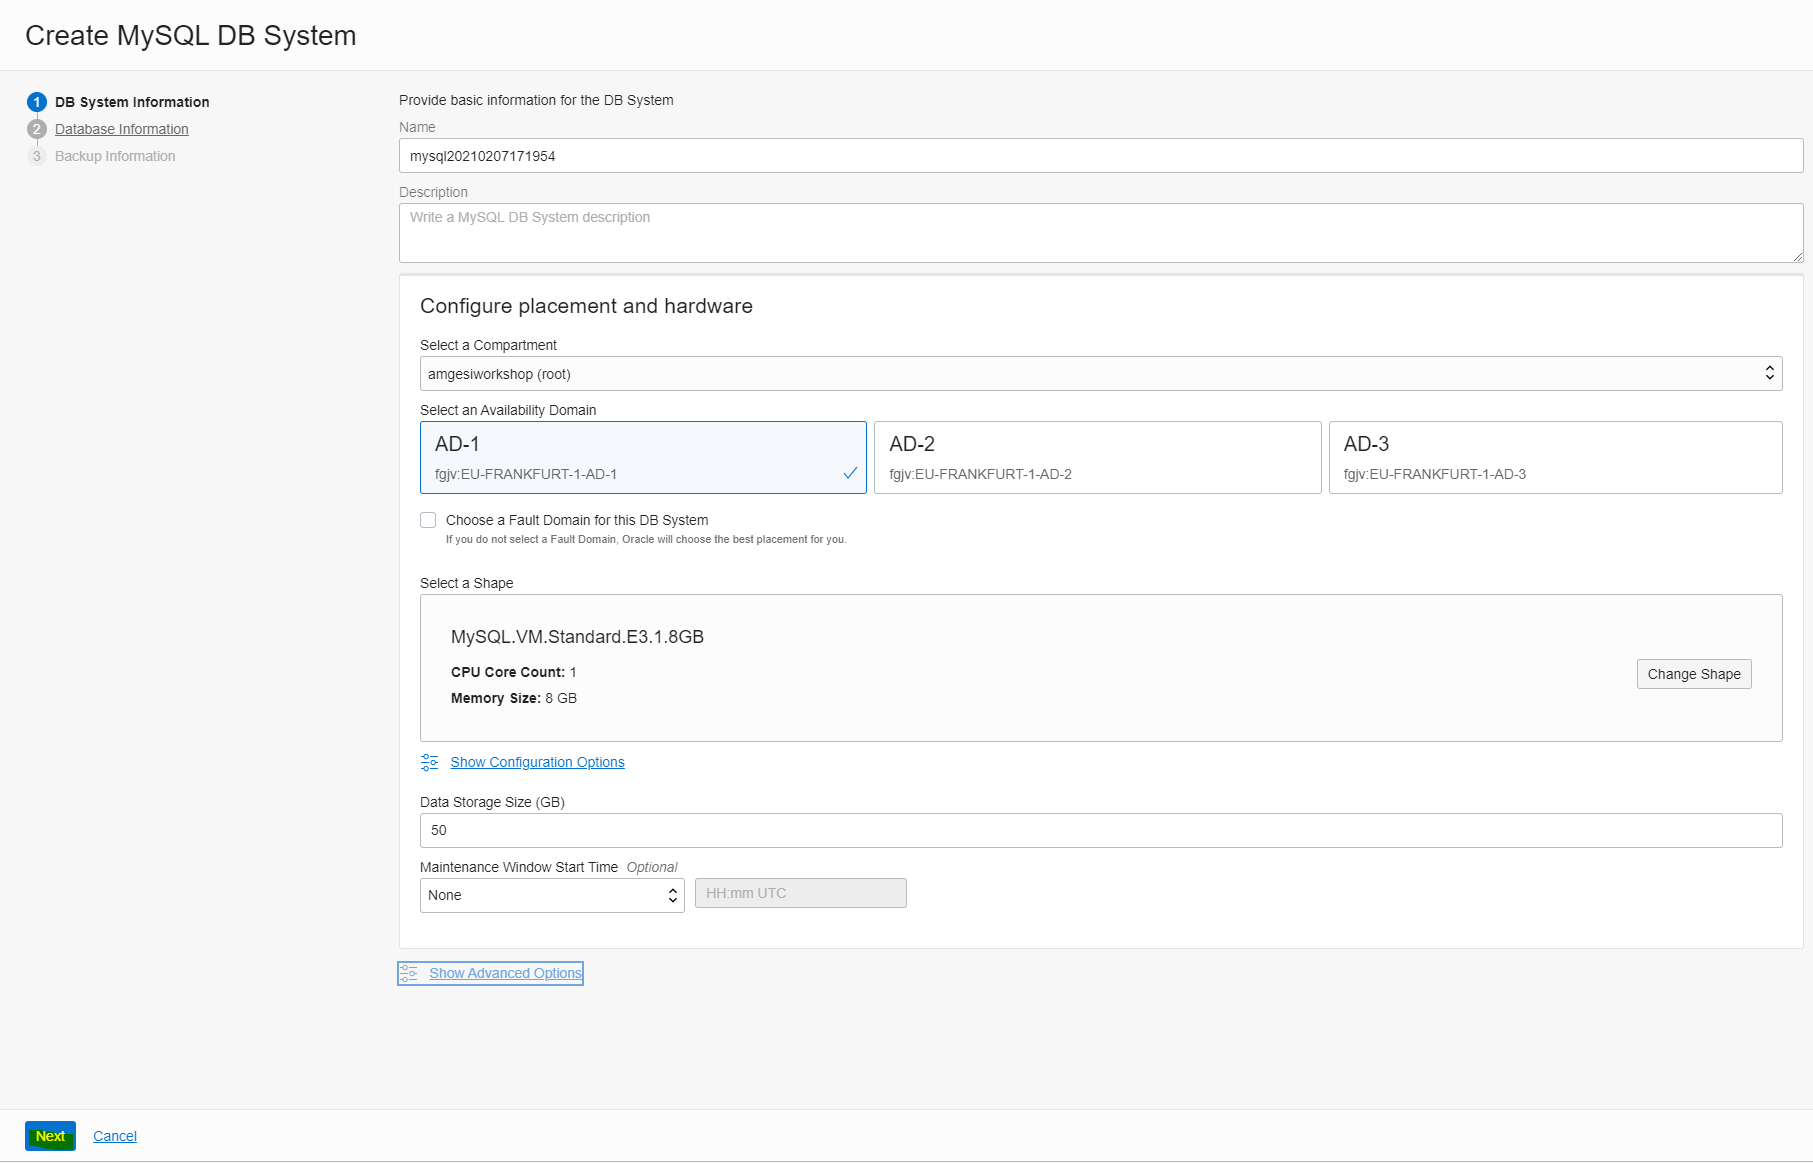 Create MySQL DB System
1 DB System Information
2 Database Information
3 Backup Information
Provide basic information for the DB System
Name
mysql20210207171954
Description
Write a MySQL DB System description
Configure placement and hardware
Select a Compartment
amgesiworkshop (root)
Select an Availability Domain
AD-1 AD-2 AD-3
fgjv:EU-FRANKFURT-1-AD-1 fgjv:EU-FRANKFURT-1-AD-2 fgjv:EU-FRANKFURT-1-AD-3
Choose a Fault Domain for this DB System
If you do not select a Fault Domain, Oracle will choose the best placement for you.
Select a Shape
MySQL.VM.Standard.E3.1.8GB
CPU Core Count: 1
Memory Size: 8 GB
Change Shape
Show Configuration Options
Data Storage Size (GB)
50
Maintenance Window Start Time Optional
None HH:mm UTC
Show Advanced Options
Next Cancel